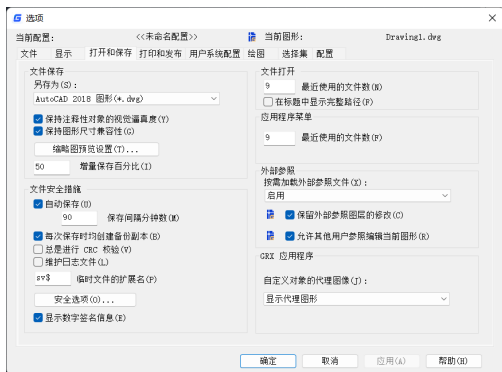 选项
当前配置: <<未命名配置>> 当前图形: Drawing1.dwg
文件 显示 打开和保存 打印和发布 用户系统配置 绘图 选择集 配置
文件保存
另存为(S):
AutoCAD 2018 图形(*.dwg)
保持注释性对象的视觉逼真度(Y)
保持图形尺寸兼容性(G)
缩略图预览设置(T)...
50 增量保存百分比(I)
文件安全措施
自动保存(U)
90 保存间隔分钟数(M)
每次保存时均创建备份副本(B)
总是进行 CRC 校验(V)
维护日志文件(L)
sv$ 临时文件的扩展名(P)
安全选项(O)...
显示数字签名信息(E)
文件打开
9 最近使用的文件数(N)
在标题中显示完整路径(F)
应用程序菜单
9 最近使用的文件数(F)
外部参照
按需加载外部参照文件(X):
启用
保留外部参照图层的修改(C)
允许其他用户参照编辑当前图形(R)
GRX 应用程序
自定义对象的代理图像(J):
显示代理图形
确定 取消 应用(A) 帮助(H)